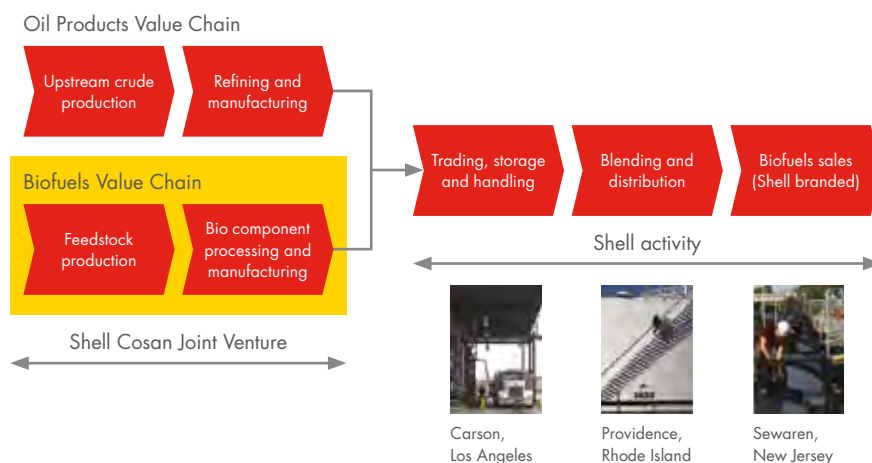 Oil Products Value Chain
Upstream crude
production
Refining and
manufacturing
Biofuels Value Chain
Feedstock
production
Bio component
processing and
manufacturing
Trading, storage
and handling
Blending and
distribution
Biofuels sales
(Shell branded)
Shell activity
Shell Cosan Joint Venture
Carson,
Los Angeles
Providence,
Rhode Island
Sewaren,
New Jersey